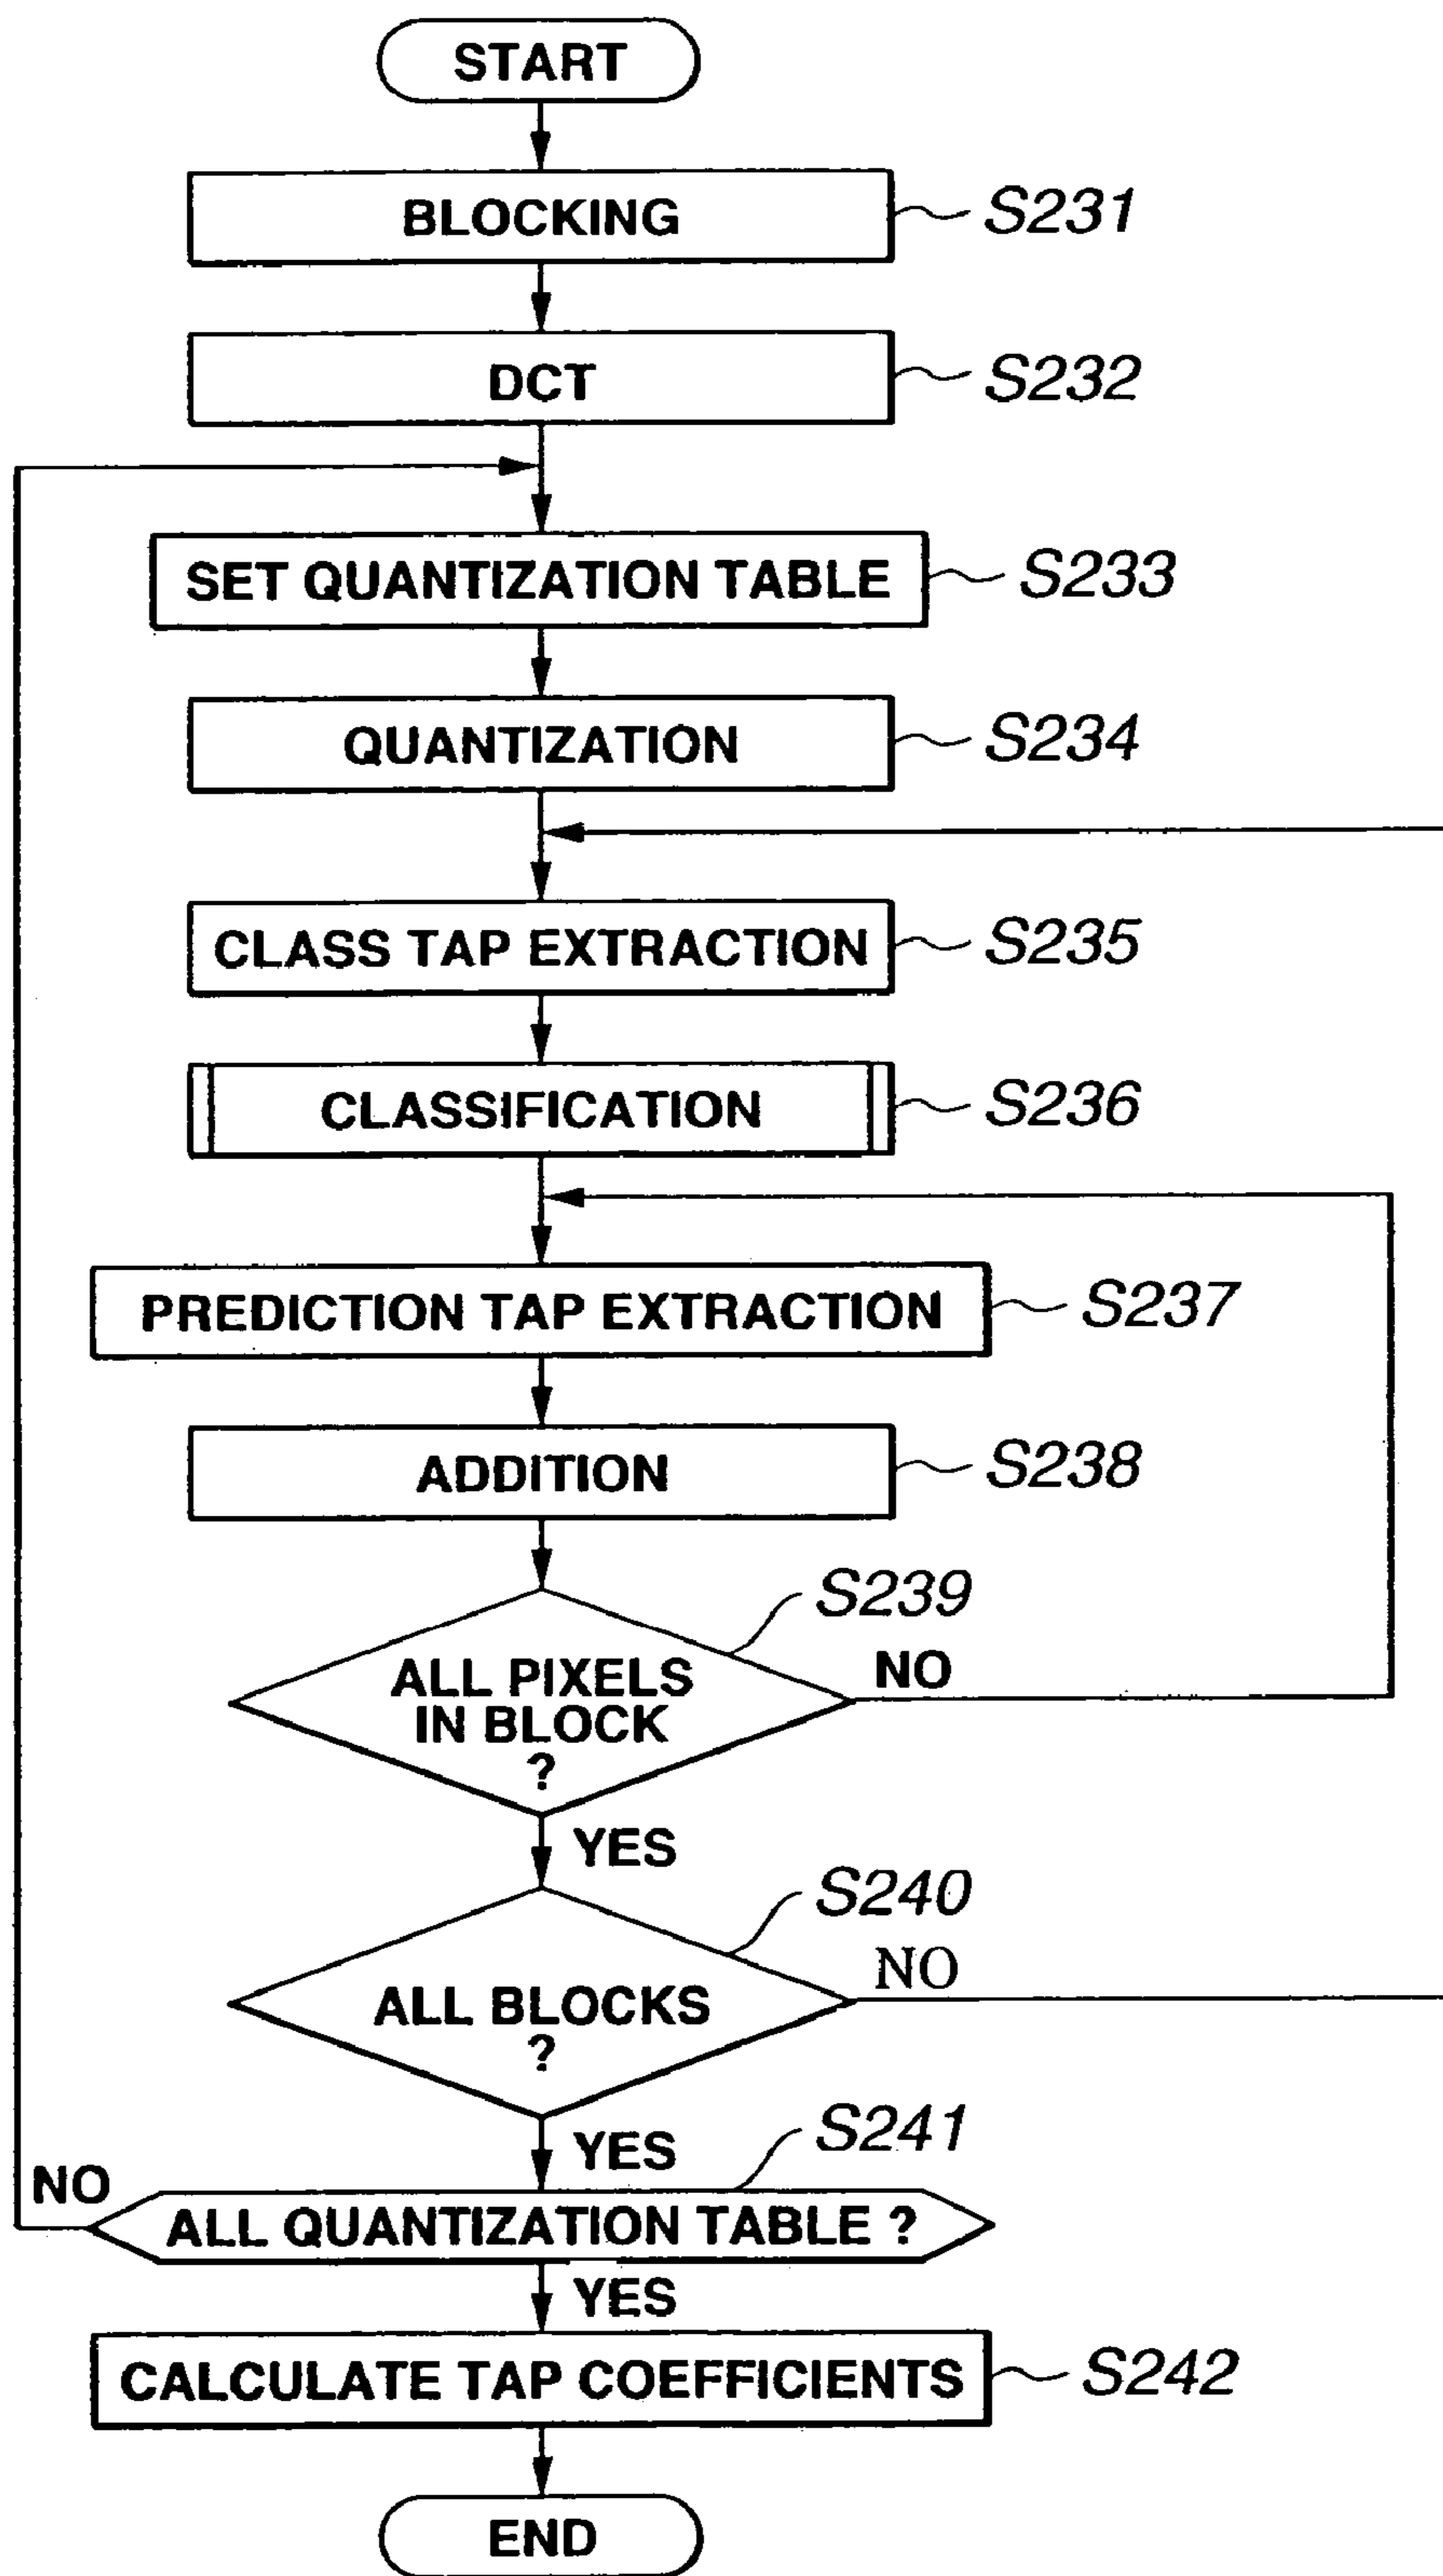 START
BLOCKING
S231
DCT
S232
SET QUANTIZATION TABLE
S233
QUANTIZATION
S234
CLASS TAP EXTRACTION
S235
CLASSIFICATION
S236
PREDICTION TAP EXTRACTION
S237
ADDITION
S238
S239
ALL PIXELS
IN BLOCK
?
NO
YES
S240
ALL BLOCKS
?
NO
YES
S241
NO
ALL QUANTIZATION TABLE ?
YES
CALCULATE TAP COEFFICIENTS
S242
END